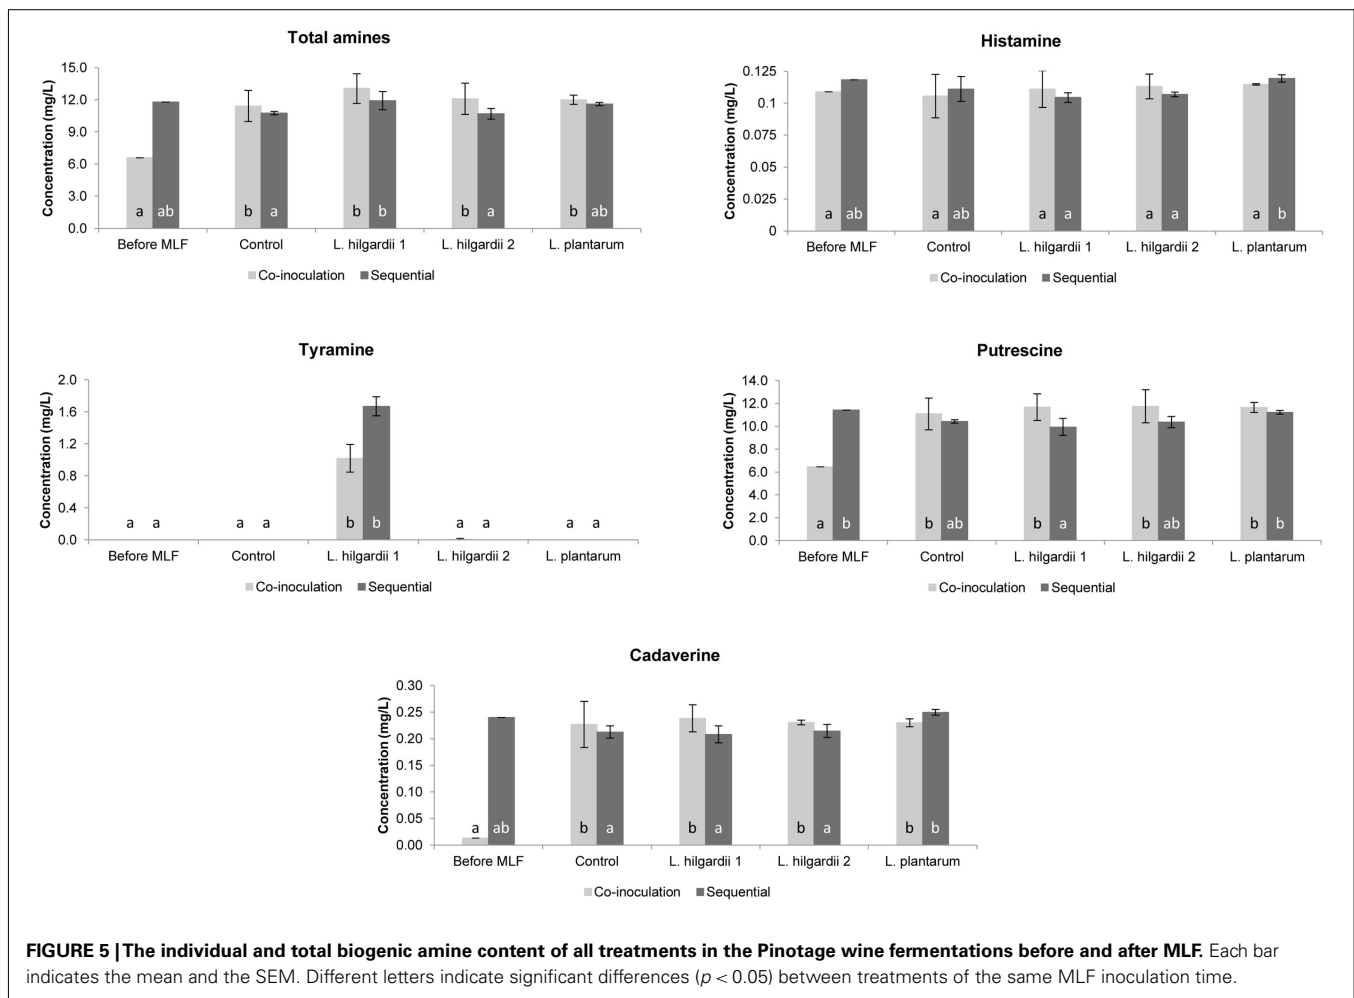 Total amines
Concentration (mg/L)
15.0
12.0
9.0
6.0
3.0
0.0
a ab b a b b b a b ab
Before MLF Control L. hilgardii 1 L. hilgardii 2 L. plantarum
Co-inoculation Sequential
Histamine
Concentration (mg/L)
0.125
0.1
0.075
0.05
0.025
0
a ab a ab a a a a a b
Before MLF Control L. hilgardii 1 L. hilgardii 2 L. plantarum
Co-inoculation Sequential
Tyramine
Concentration (mg/L)
2.0
1.6
1.2
0.8
0.4
0.0
a a a a b b a a a a
Before MLF Control L. hilgardii 1 L. hilgardii 2 L. plantarum
Co-inoculation Sequential
Putrescine
Concentration (mg/L)
14.0
12.0
10.0
8.0
6.0
4.0
2.0
0.0
a b b ab b a b ab b b
Before MLF Control L. hilgardii 1 L. hilgardii 2 L. plantarum
Co-inoculation Sequential
Cadaverine
Concentration (mg/L)
0.30
0.25
0.20
0.15
0.10
0.05
0.00
a ab b a b a b a b b
Before MLF Control L. hilgardii 1 L. hilgardii 2 L. plantarum
Co-inoculation Sequential
FIGURE 5 | The individual and total biogenic amine content of all treatments in the Pinotage wine fermentations before and after MLF. Each bar
indicates the mean and the SEM. Different letters indicate significant differences (p < 0.05) between treatments of the same MLF inoculation time.